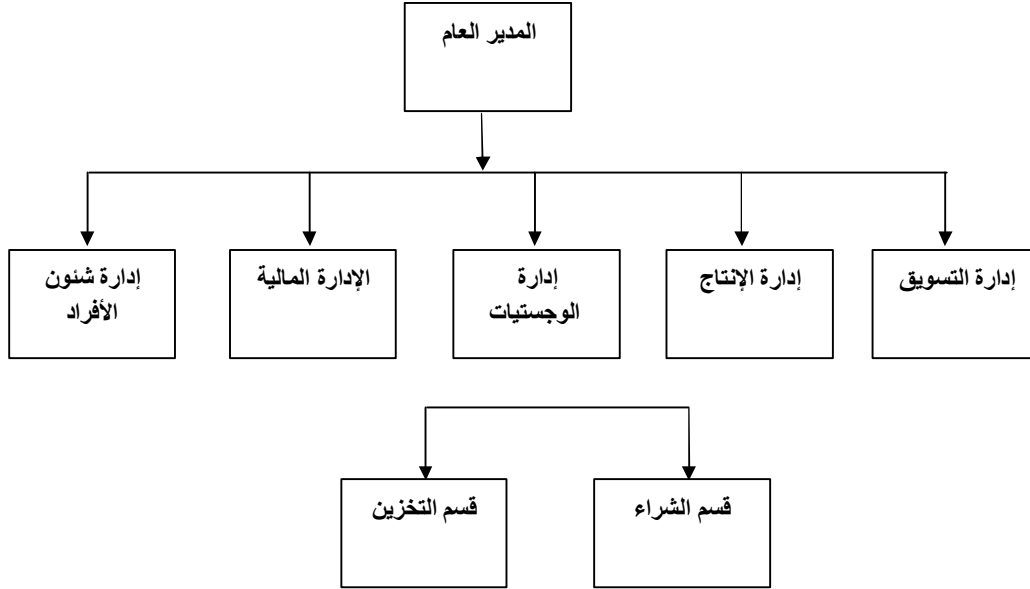 المدير العام
إدارة التسويق
إدارة الإنتاج
إدارة
الوجستيات
الإدارة المالية
إدارة شئون
الأفراد
قسم الشراء
قسم التخزين